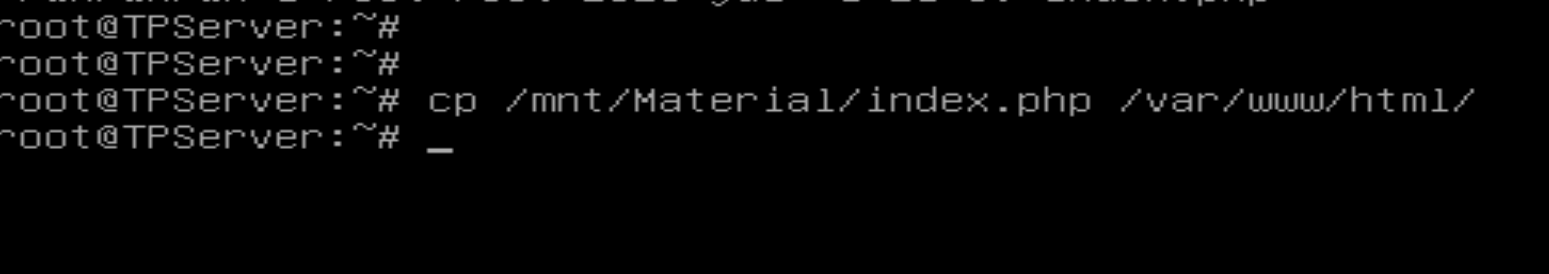 root@TPServer:~#
root@TPServer:~#
root@TPServer:~# cp /mnt/Material/index.php /var/www/html/
root@TPServer:~# _